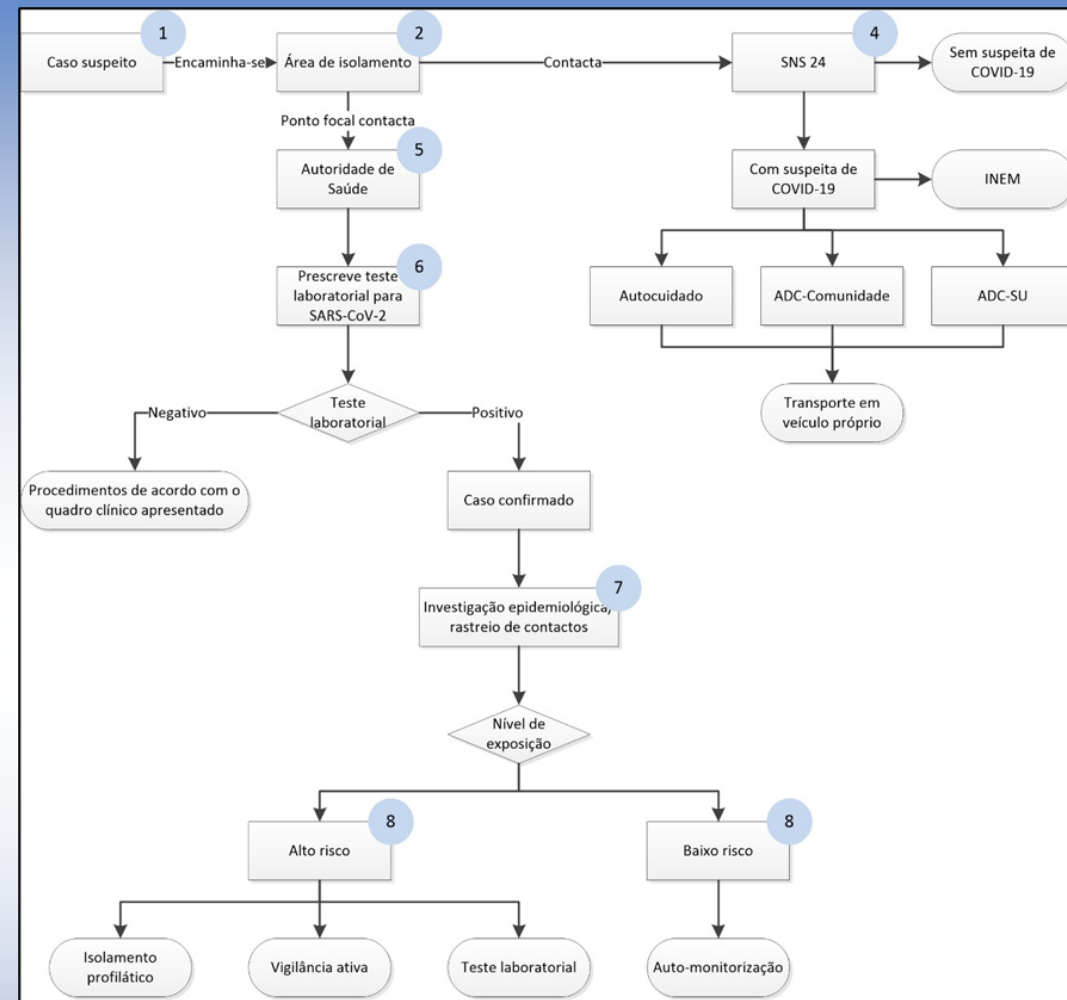 1
Caso suspeito
Encaminha-se
2
Área de isolamento
Contacta
4
SNS 24
Sem suspeita de
COVID-19
Ponto focal contacta
5
Autoridade de
Saúde
Com suspeita de
COVID-19
INEM
6
Prescreve teste
laboratorial para
SARS-CoV-2
Autocuidado
ADC-Comunidade
ADC-SU
Transporte em
veículo próprio
Teste
laboratorial
Negativo
Positivo
Procedimentos de acordo com o
quadro clínico apresentado
Caso confirmado
7
Investigação epidemiológica/
rastreio de contactos
Nível de
exposição
8
Alto risco
8
Baixo risco
Isolamento
profilático
Vigilância ativa
Teste laboratorial
Auto-monitorização